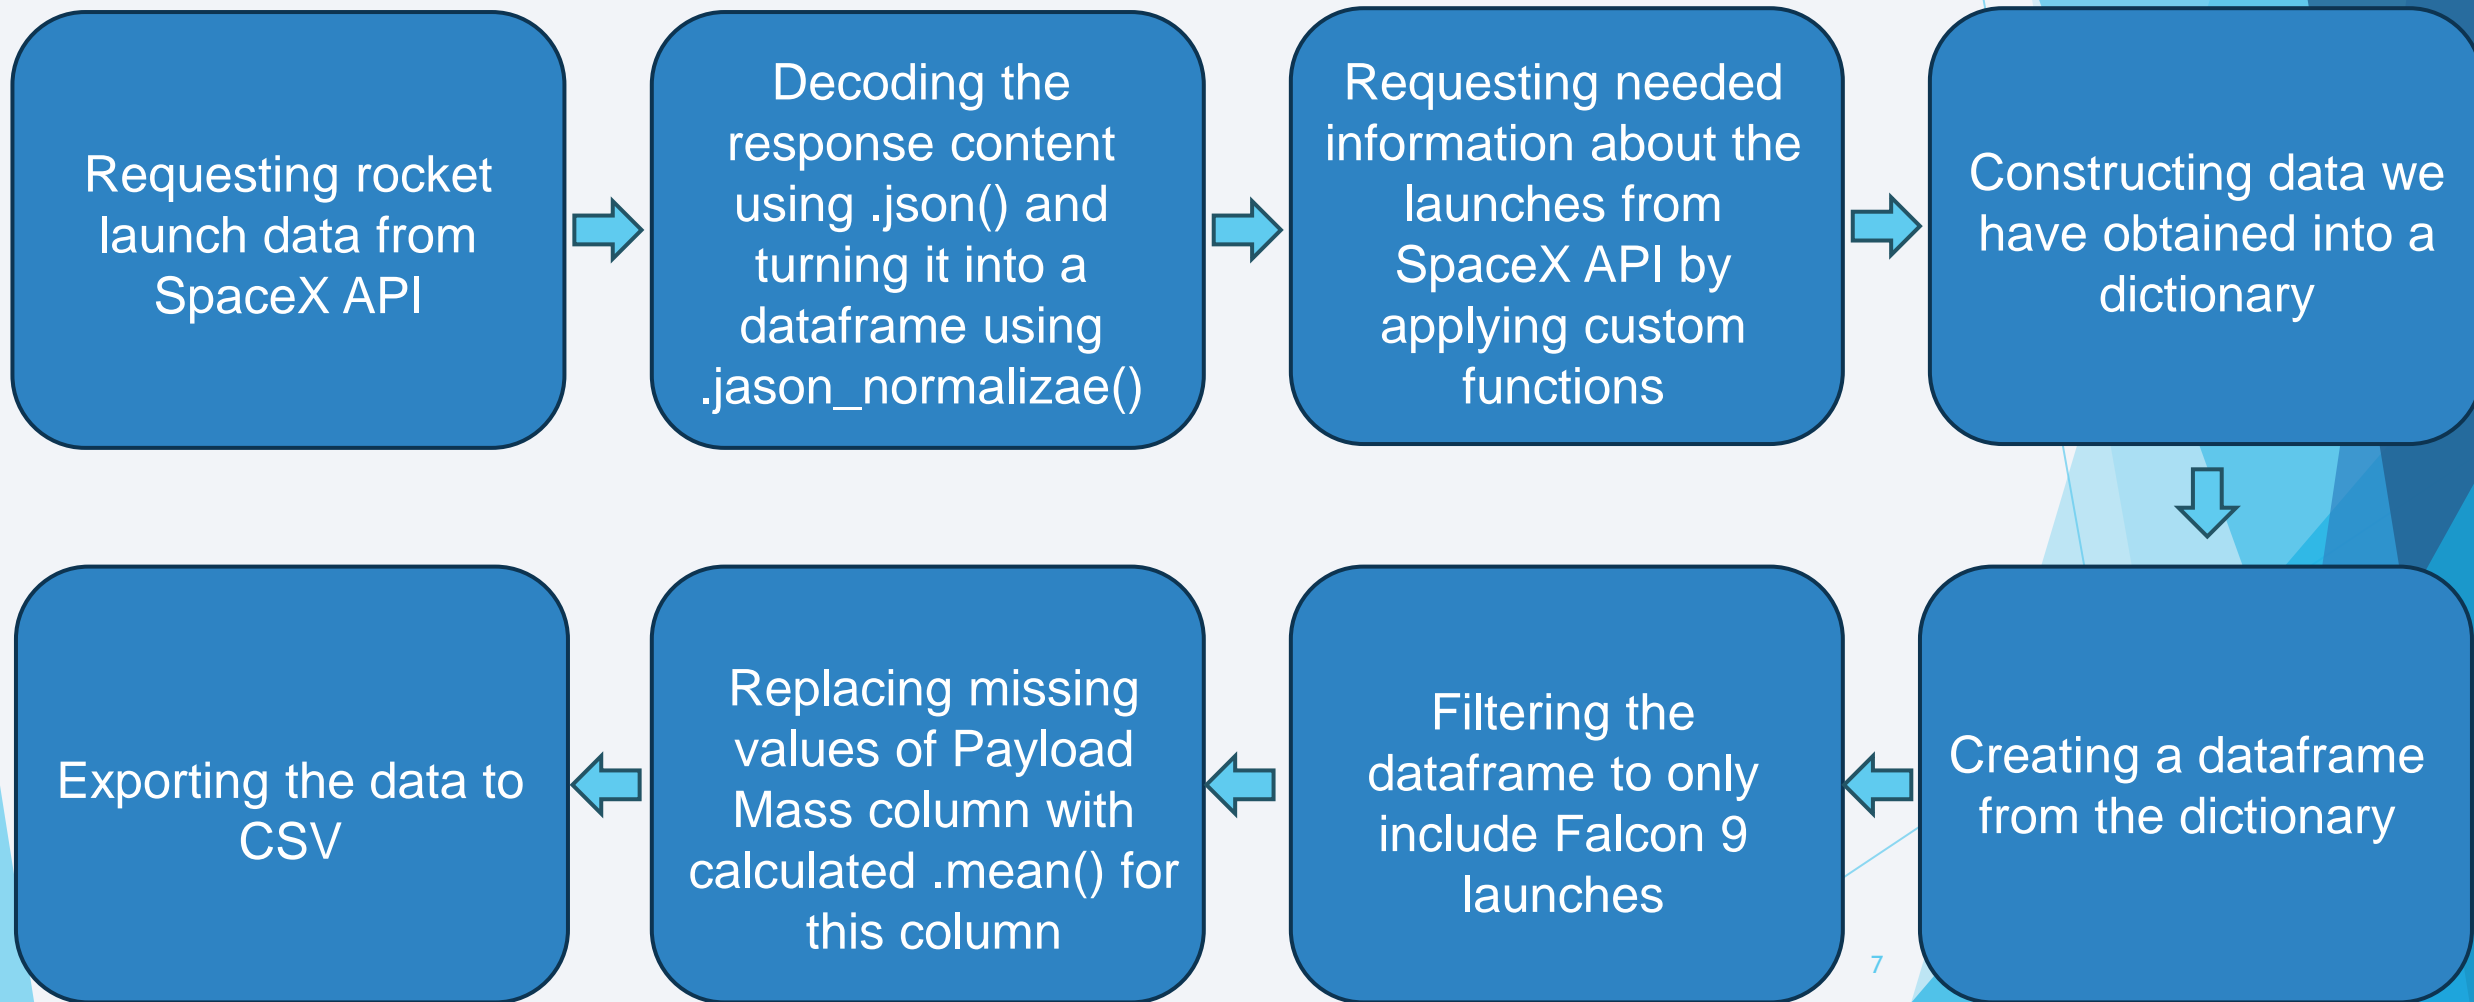 Requesting rocket
launch data from
SpaceX API
Decoding the
response content
using .json() and
turning it into a
dataframe using
.jason_normalizae()
Requesting needed
information about the
launches from
SpaceX API by
applying custom
functions
Constructing data we
have obtained into a
dictionary
Creating a dataframe
from the dictionary
Filtering the
dataframe to only
include Falcon 9
launches
Replacing missing
values of Payload
Mass column with
calculated .mean() for
this column
Exporting the data to
CSV
7